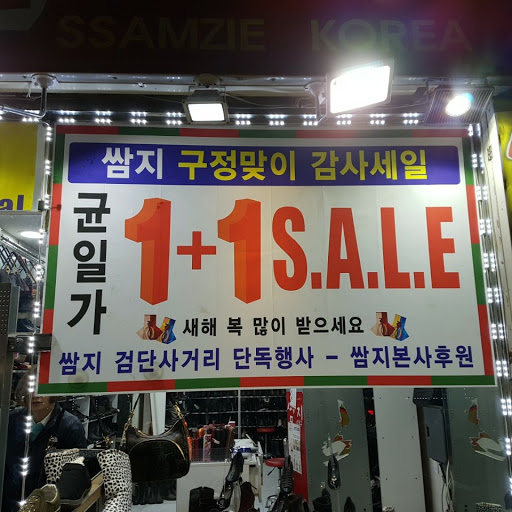 SSAMZIE KOREA
쌈지 구정맞이 감사세일
균일가
1+1 S.A.L.E
새해 복 많이 받으세요
쌈지 검단사거리 단독행사 - 쌈지본사후원